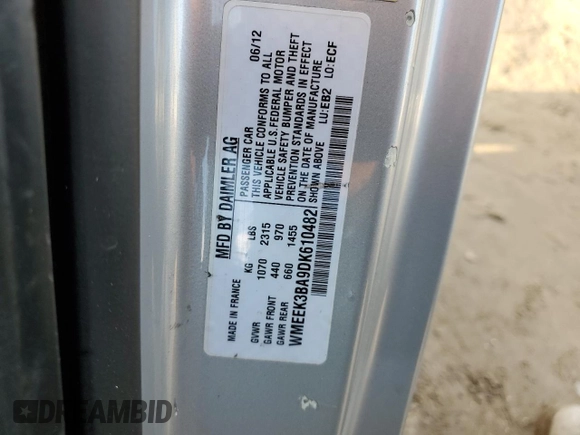 MFD BY DAIMLER AG
PASSENGER CAR 06/12
THIS VEHICLE CONFORMS TO ALL
APPLICABLE U.S.FEDERAL MOTOR
VEHICLE SAFETY BUMPER AND THEFT
PREVENTION STANDARDS IN EFFECT
ON THE DATE OF MANUFACTURE
SHOWN ABOVE LU:EB2 LO:ECF
MADE IN FRANCE KG LBS
GVWR 1070 2315
GAWR FRONT 440 970
GAWR REAR 660 1455
WMEEK3BA9DK610482
DREAMBID